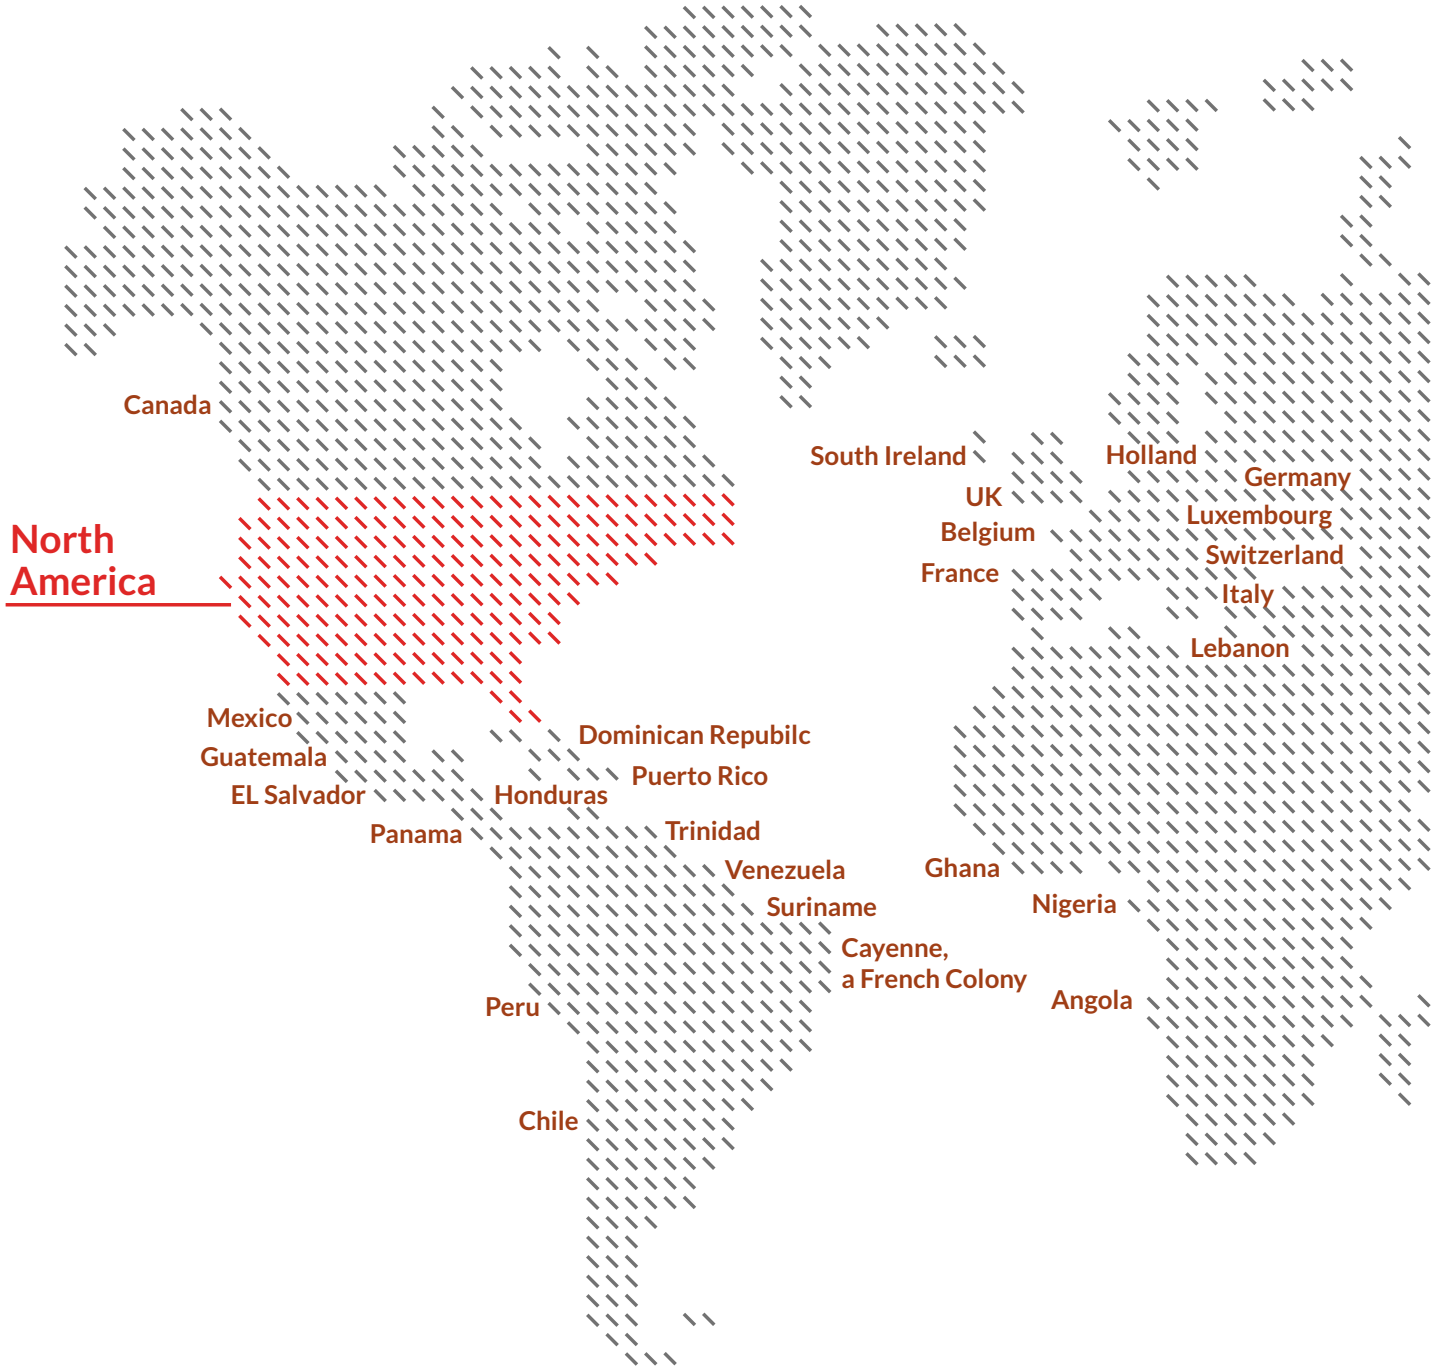 Canada
South Ireland
Holland
Germany
UK
Luxembourg
Belgium
North
America
Switzerland
France
Italy
Lebanon
Mexico
Dominican Repubilc
Guatemala
Puerto Rico
EL Salvador
Honduras
Panama
Trinidad
Venezuela
Ghana
Suriname
Nigeria
Cayenne,
a French Colony
Peru
Angola
Chile